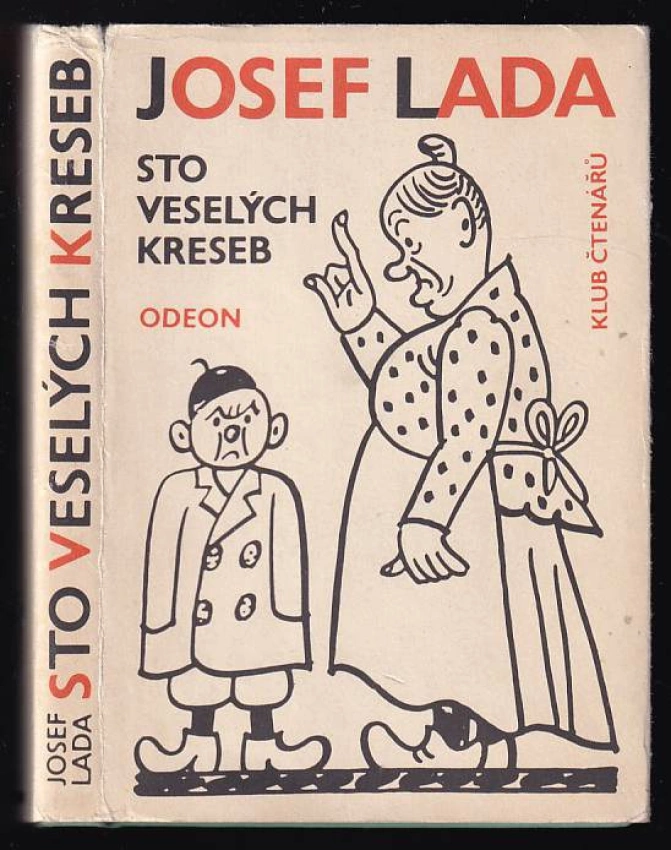 JOSEF LADA
STO
VESELÝCH
KRESEB
ODEON
KLUB ČTENÁŘŮ
JOSEF
LADA
STO VESELÝCH KRESEB